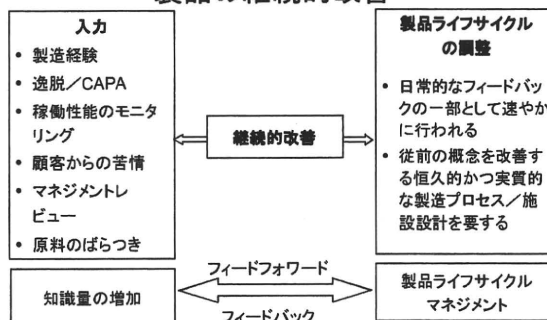 製品の継続的改善
入力
• 製造経験
• 逸脱／CAPA
• 稼働性能のモニタ
リング
• 顧客からの苦情
• マネジメントレ
ビュー
• 原料のばらつき
継続的改善
製品ライフサイクル
の調整
• 日常的なフィードバッ
クの一部として速やか
に行われる
• 従前の概念を改善す
る恒久的かつ実質的
な製造プロセス／施
設設計を要する
知識量の増加
フィードフォワード
フィードバック
製品ライフサイクル
マネジメント